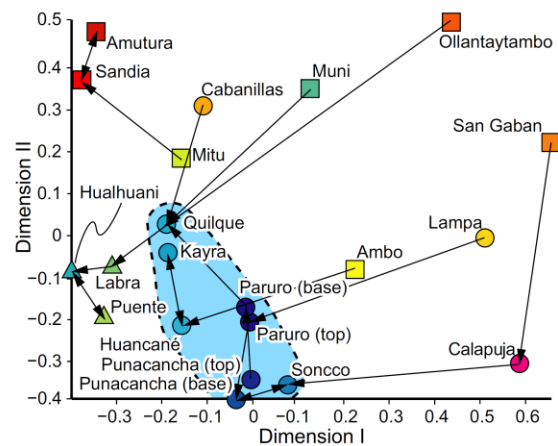 0.5
Amutura
Ollantaytambo
0.4
Sandia
Cabanillas
Muni
0.3
San Gaban
0.2
Mitu
Hualhuani
0.1
Dimension II
Quilque
Lampa
0
Kayra
Ambo
−0.1
Labra
Paruro (base)
Puente
−0.2
Huancané
Paruro (top)
Punacancha (top)
Soncco
Calapuja
−0.3
Punacancha (base)
−0.4
−0.3 −0.2 −0.1 0 0.1 0.2 0.3 0.4 0.5 0.6
Dimension I